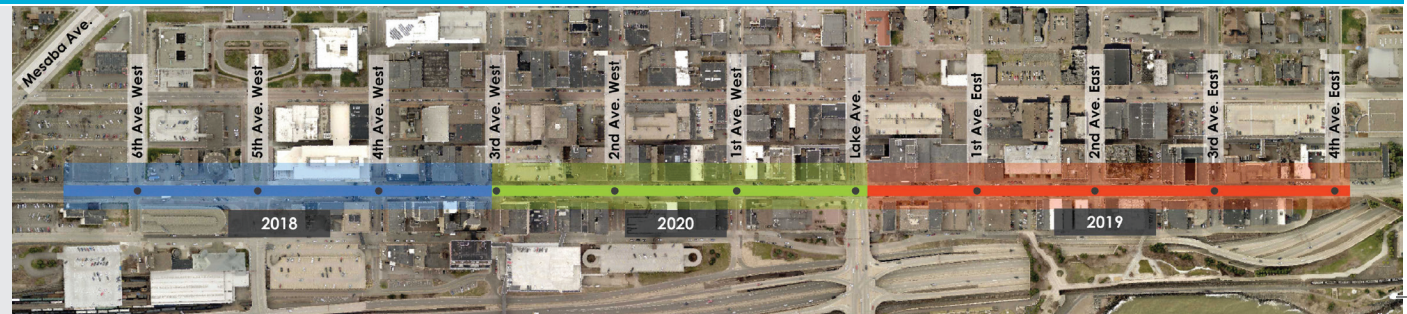 Mesaba Ave.
6th Ave. West
5th Ave. West
4th Ave. West
3rd Ave. West
2nd Ave. West
1st Ave. West
Lake Ave.
1st Ave. East
2nd Ave. East
3rd Ave. East
4th Ave. East
2018
2020
2019